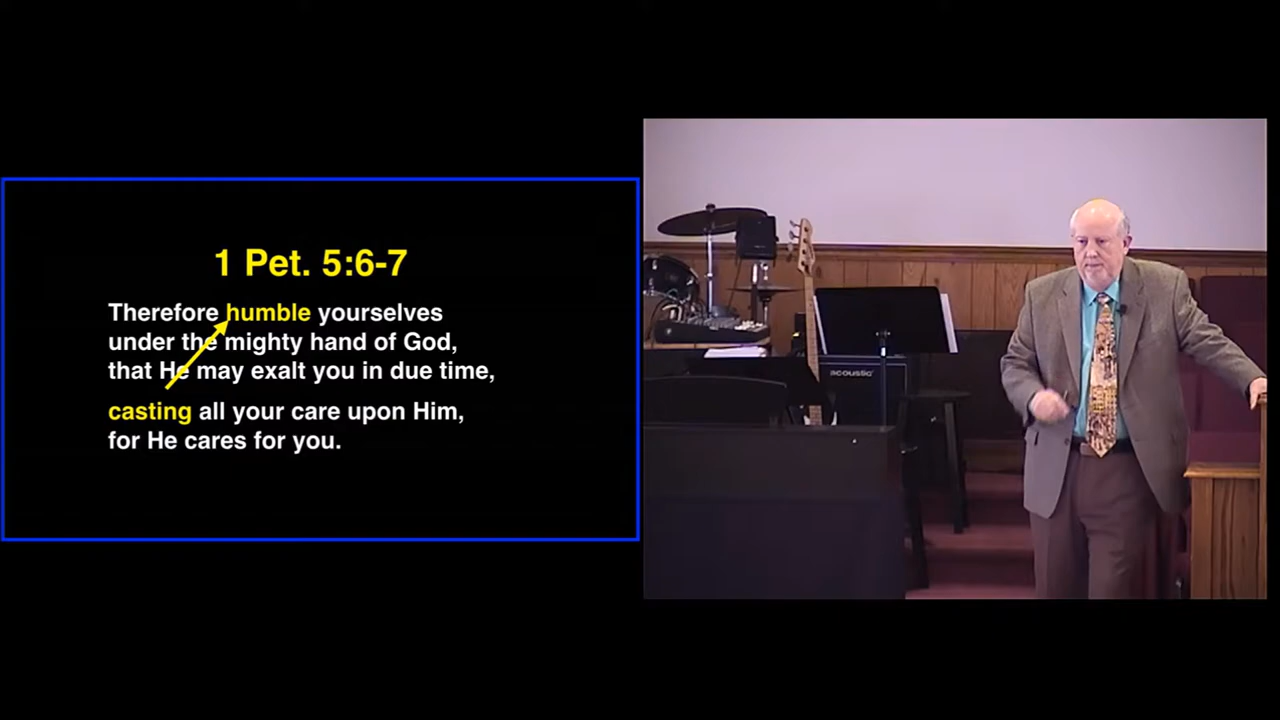 1 Pet. 5:6-7
Therefore humble yourselves
under the mighty hand of God,
that He may exalt you in due time,
casting all your care upon Him,
for He cares for you.
acoustic